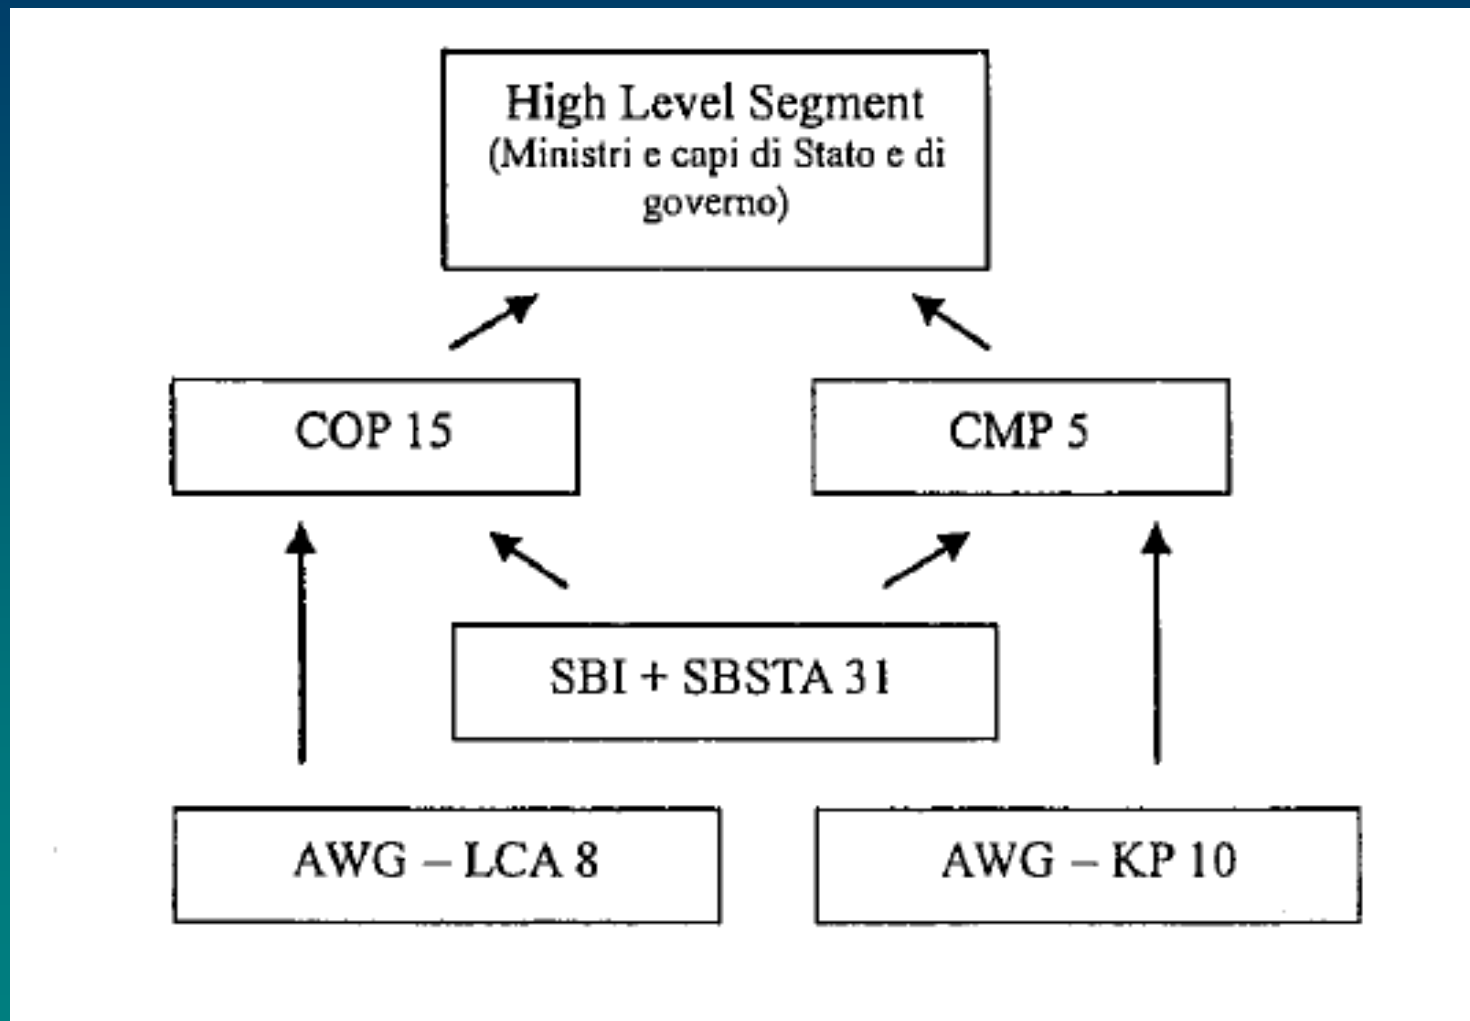 High Level Segment
(Ministri e capi di Stato e di
governo)
COP 15
CMP 5
SBI + SBSTA 31
AWG – LCA 8
AWG – KP 10